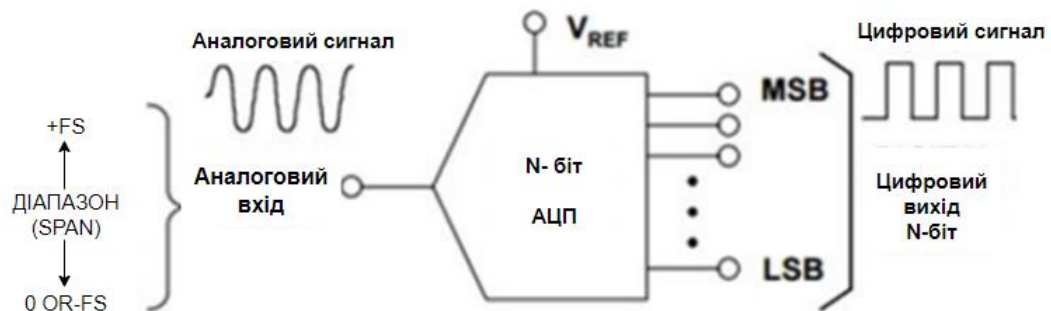 Аналоговий сигнал
VREF
Цифровий сигнал
+FS
ДІАПАЗОН
(SPAN)
0 OR-FS
Аналоговий
вхід
N- біт
АЦП
MSB
LSB
Цифровий
вихід
N-біт